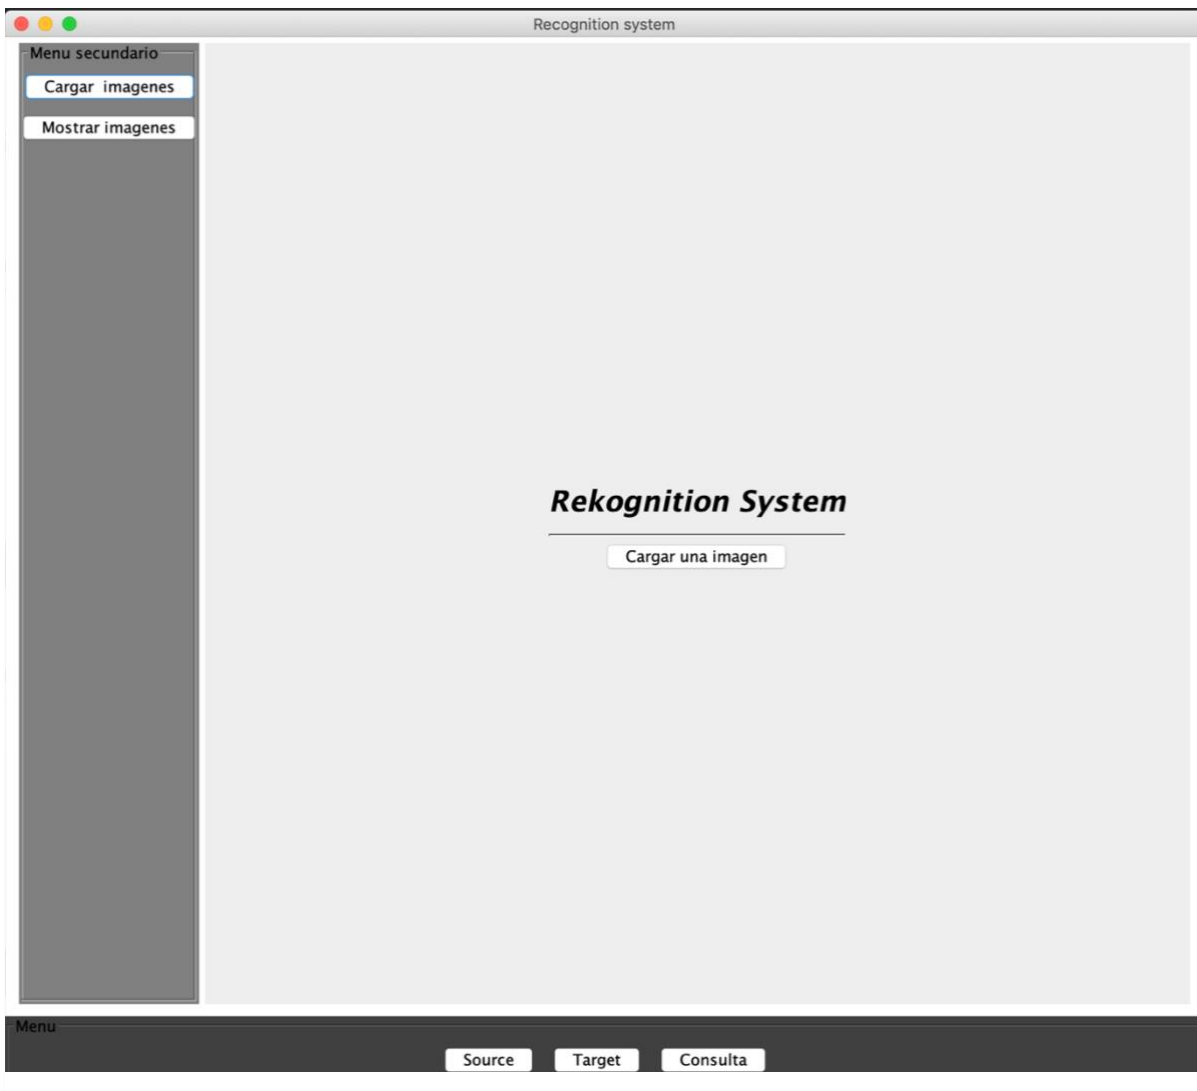 Recognition system
Menu secundario
Cargar  imagenes
Mostrar imagenes
Rekognition System
Cargar una imagen
Menu
Source Target Consulta